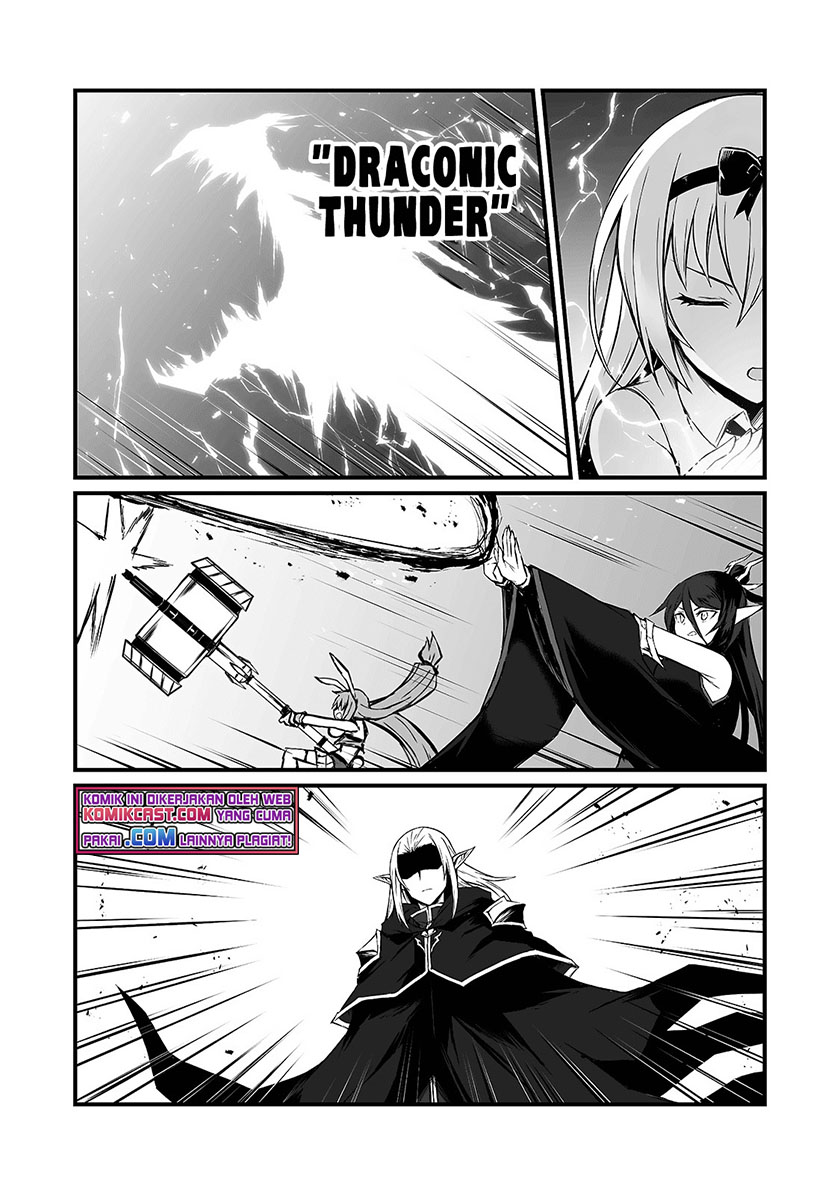 "DRACONIC
THUNDER"
KOMIK INI DIKERJAKAN OLEH WEB
KOMIKCAST.COM YANG CUMA
PAKAI .COM LAINNYA PLAGIAT!